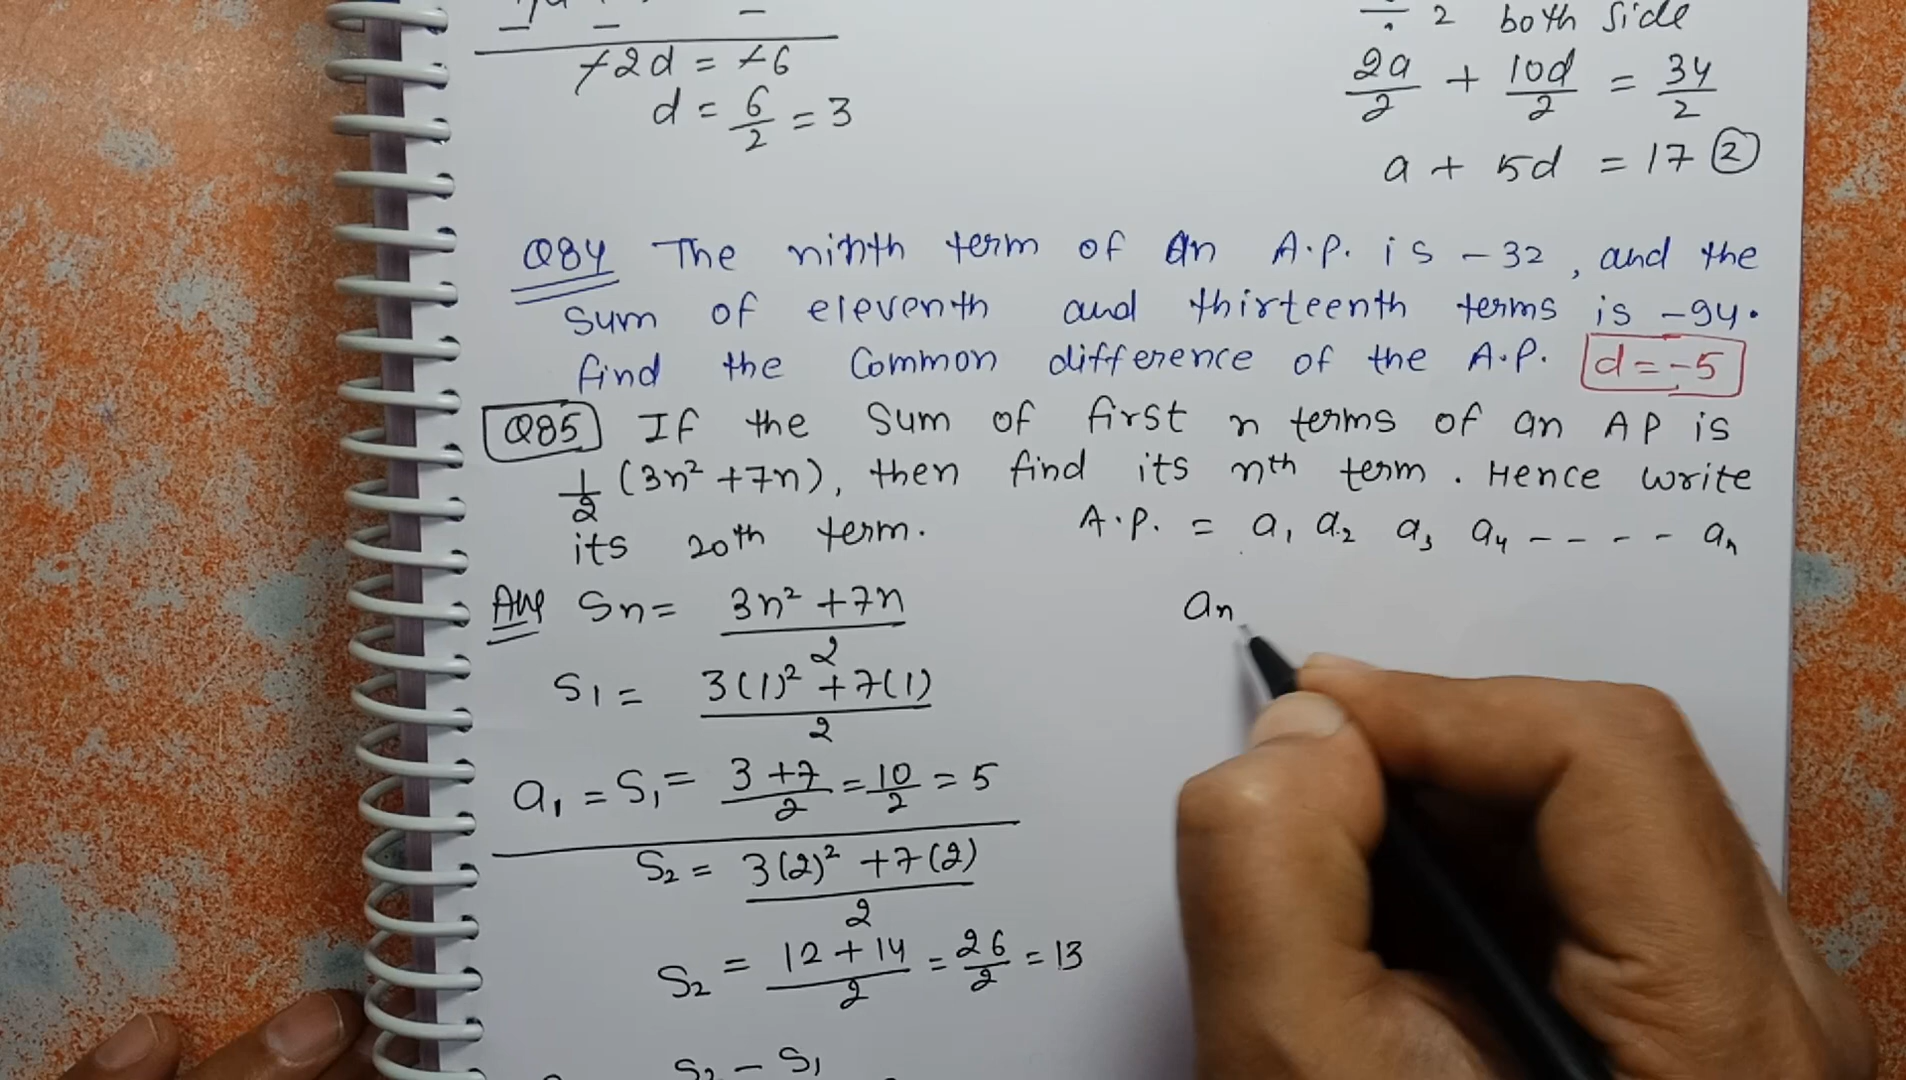 ÷ 2 both side
-2d = -6
2a/2 + 10d/2 = 34/2
d = 6/2 = 3
a + 5d = 17 ②
Q84 The ninth term of an A.P. is -32, and the
sum of eleventh and thirteenth terms is -94.
find the Common difference of the A.P. d = -5
Q85 If the Sum of first n terms of an AP is
1/2 (3n² + 7n), then find its nth term. Hence write
its 20th term. A.P. = a₁ a₂ a₃ a₄ - - - - aₙ
Ans Sn = 3n² + 7n / 2
an
S1 = 3(1)² + 7(1) / 2
a₁ = S₁ = 3 + 7 / 2 = 10/2 = 5
S₂ = 3(2)² + 7(2) / 2
S₂ = 12 + 14 / 2 = 26/2 = 13
S₂ - S₁